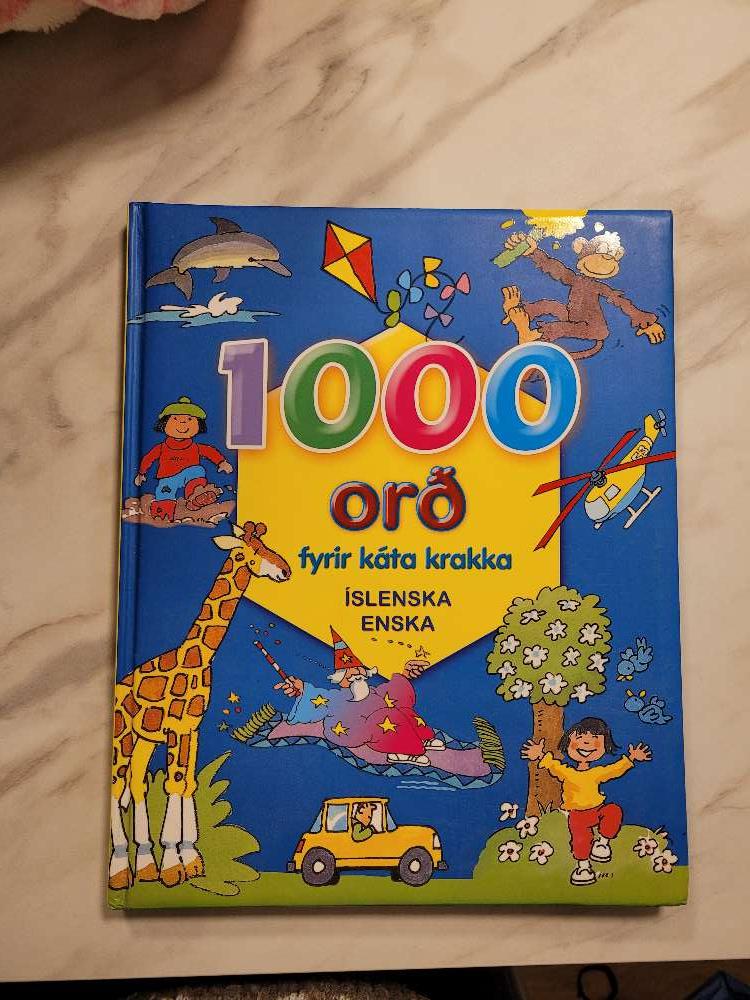 1000
orð
fyrir káta krakka
ÍSLENSKA
ENSKA